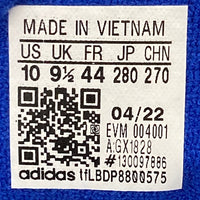 MADE IN VIETNAM
US UK FR JP CHN
10 9½ 44 280 270
04/22
EVM 004001
A:GX1828
#130097886
adidas tfLBDP8800575